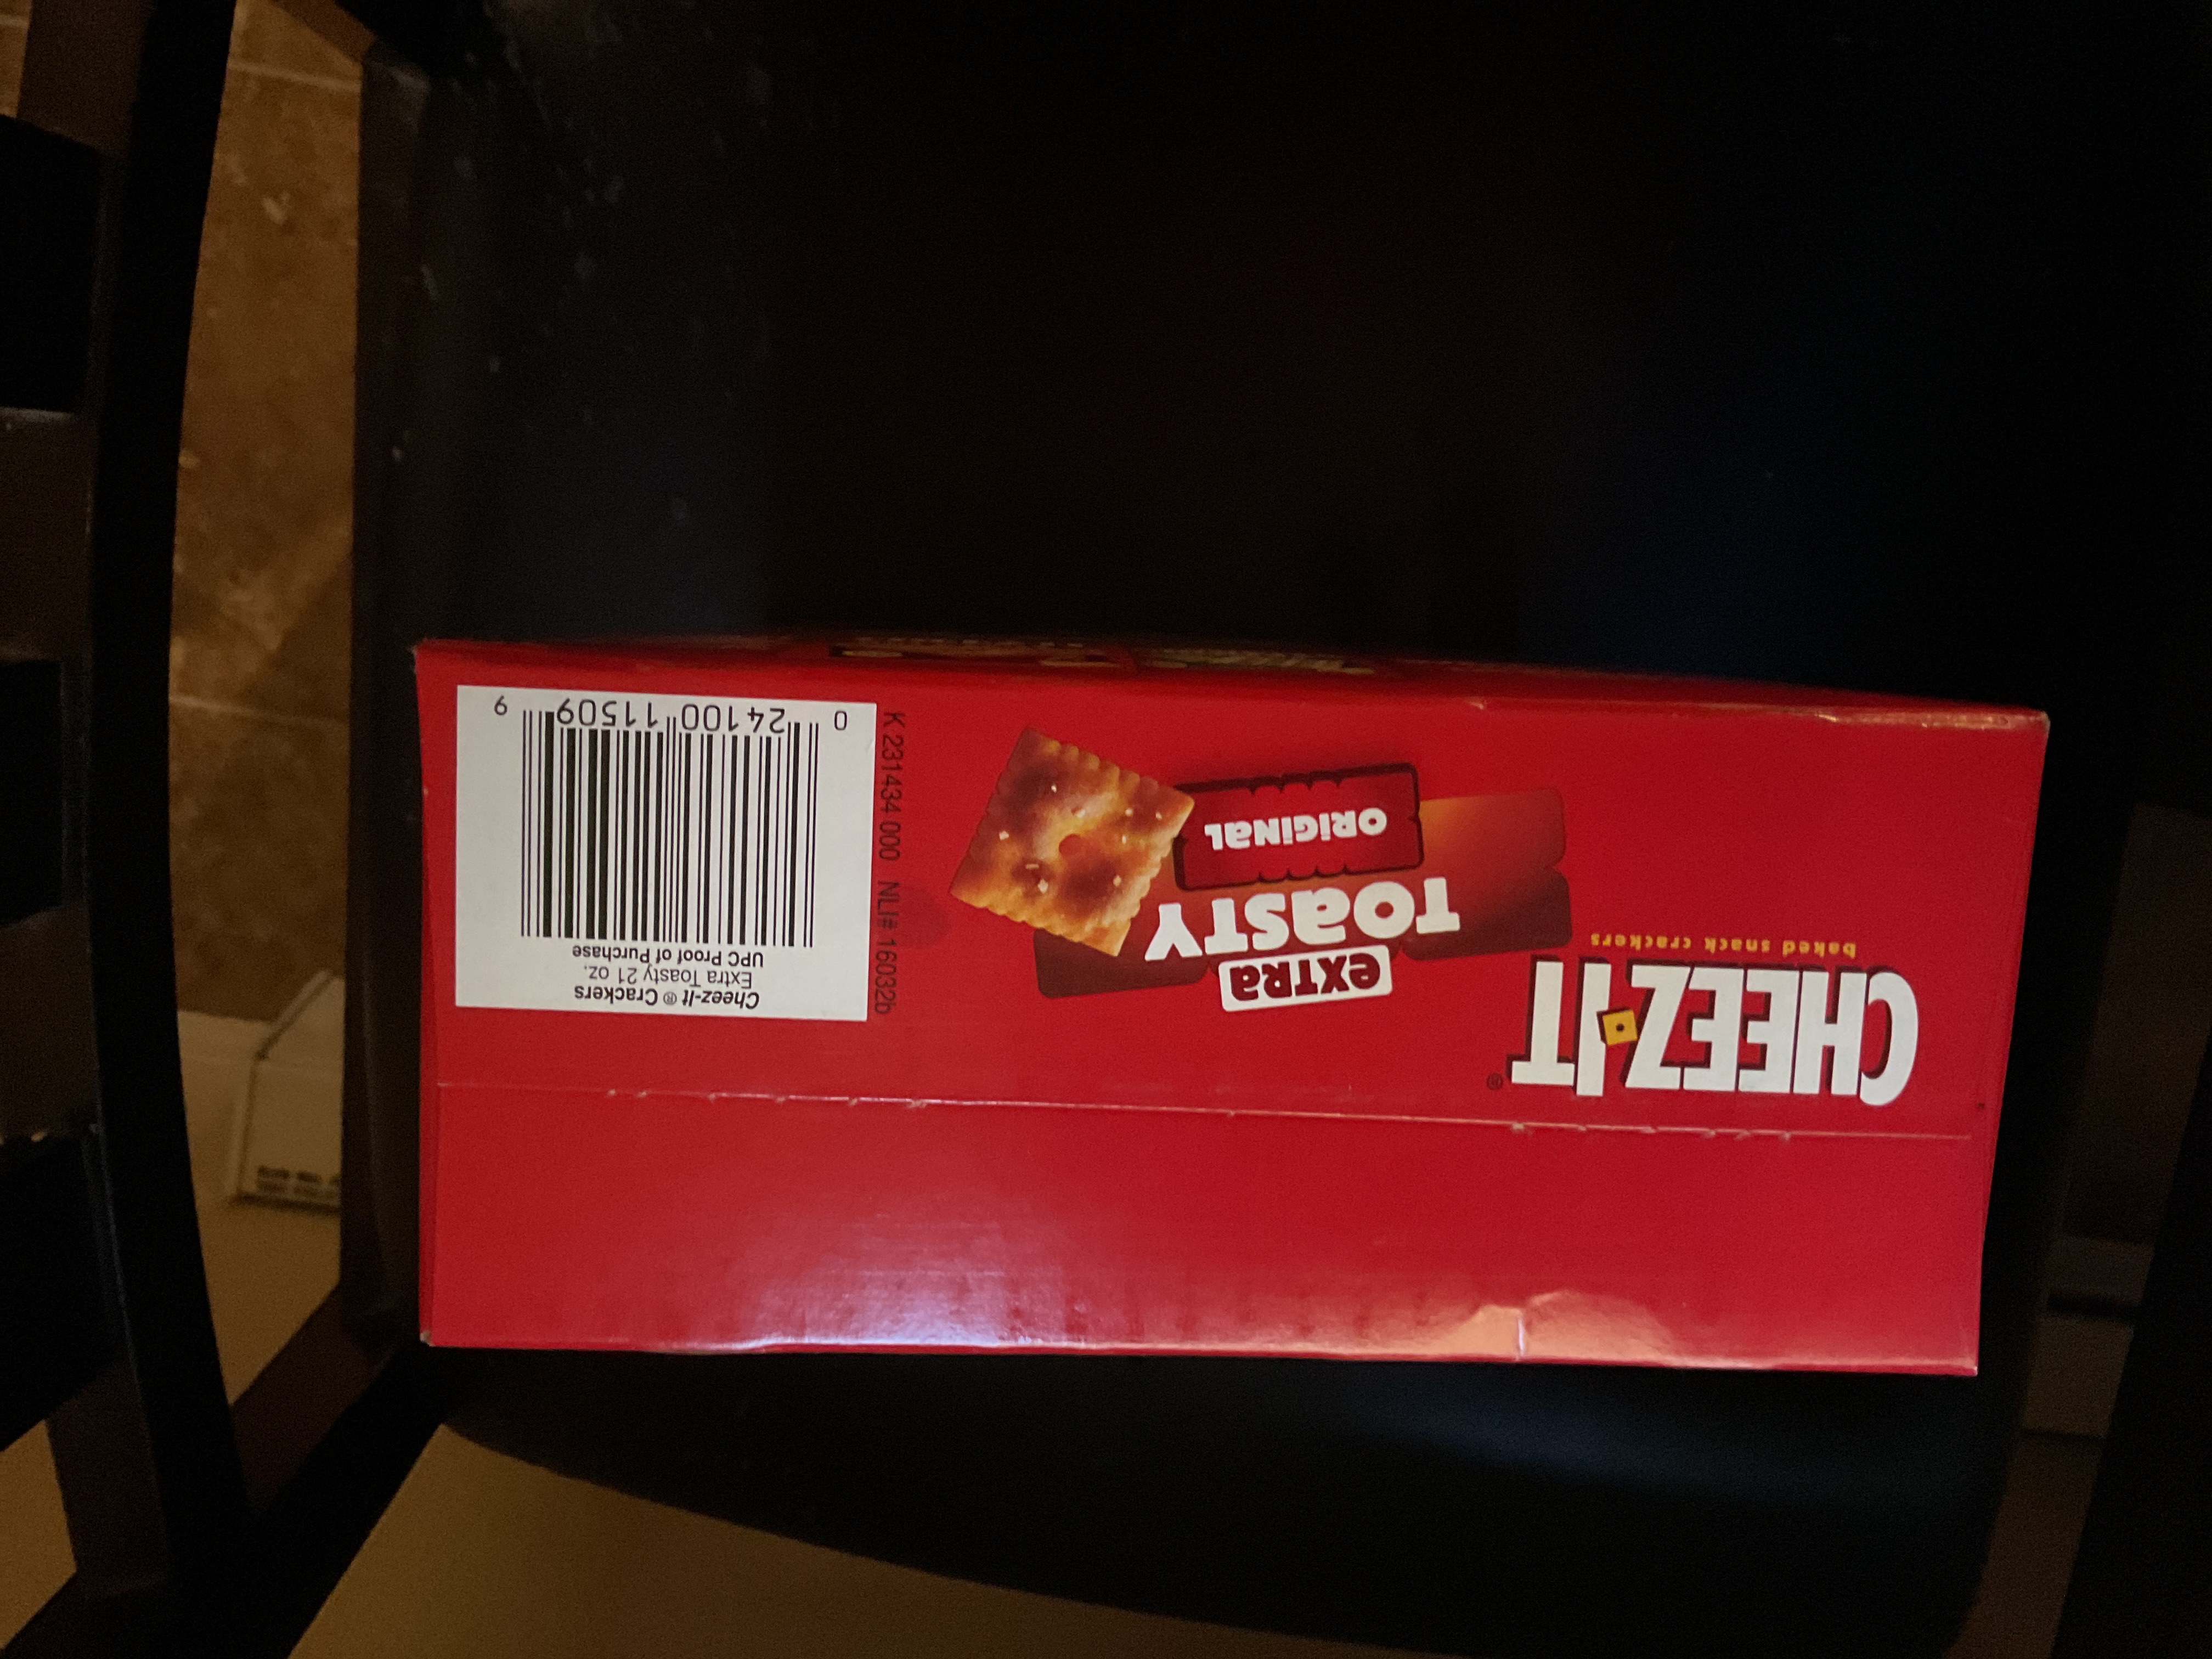 CHEEZ-IT®
baked snack crackers
EXTRA
TOASTY
ORIGINAL
K 231434 000 NLI# 16032b
Cheez-It® Crackers
Extra Toasty 21 oz.
UPC Proof of Purchase
0 24100 11509 9